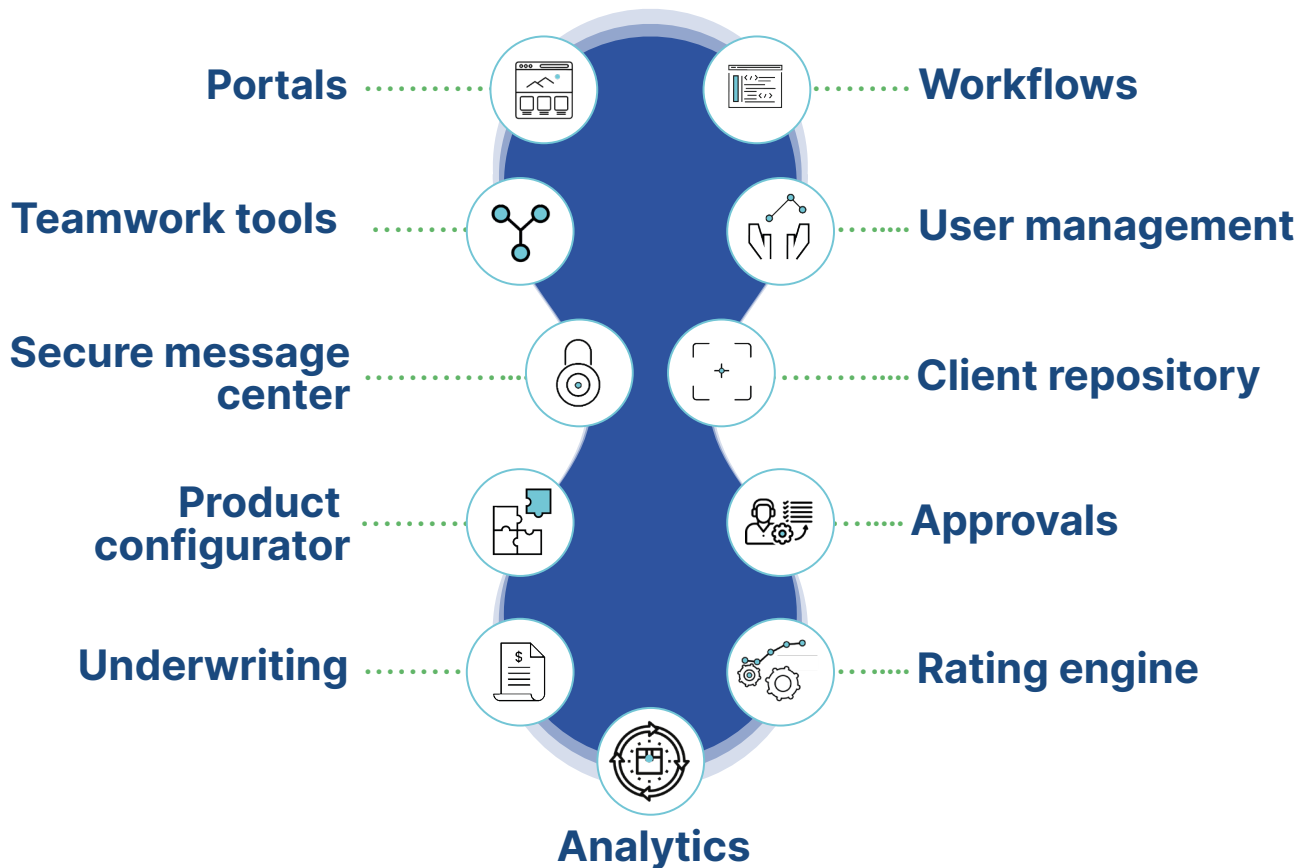 Portals
Workflows
Teamwork tools
User management
Secure message
center
Client repository
Product
configurator
Approvals
Underwriting
$
Rating engine
Analytics